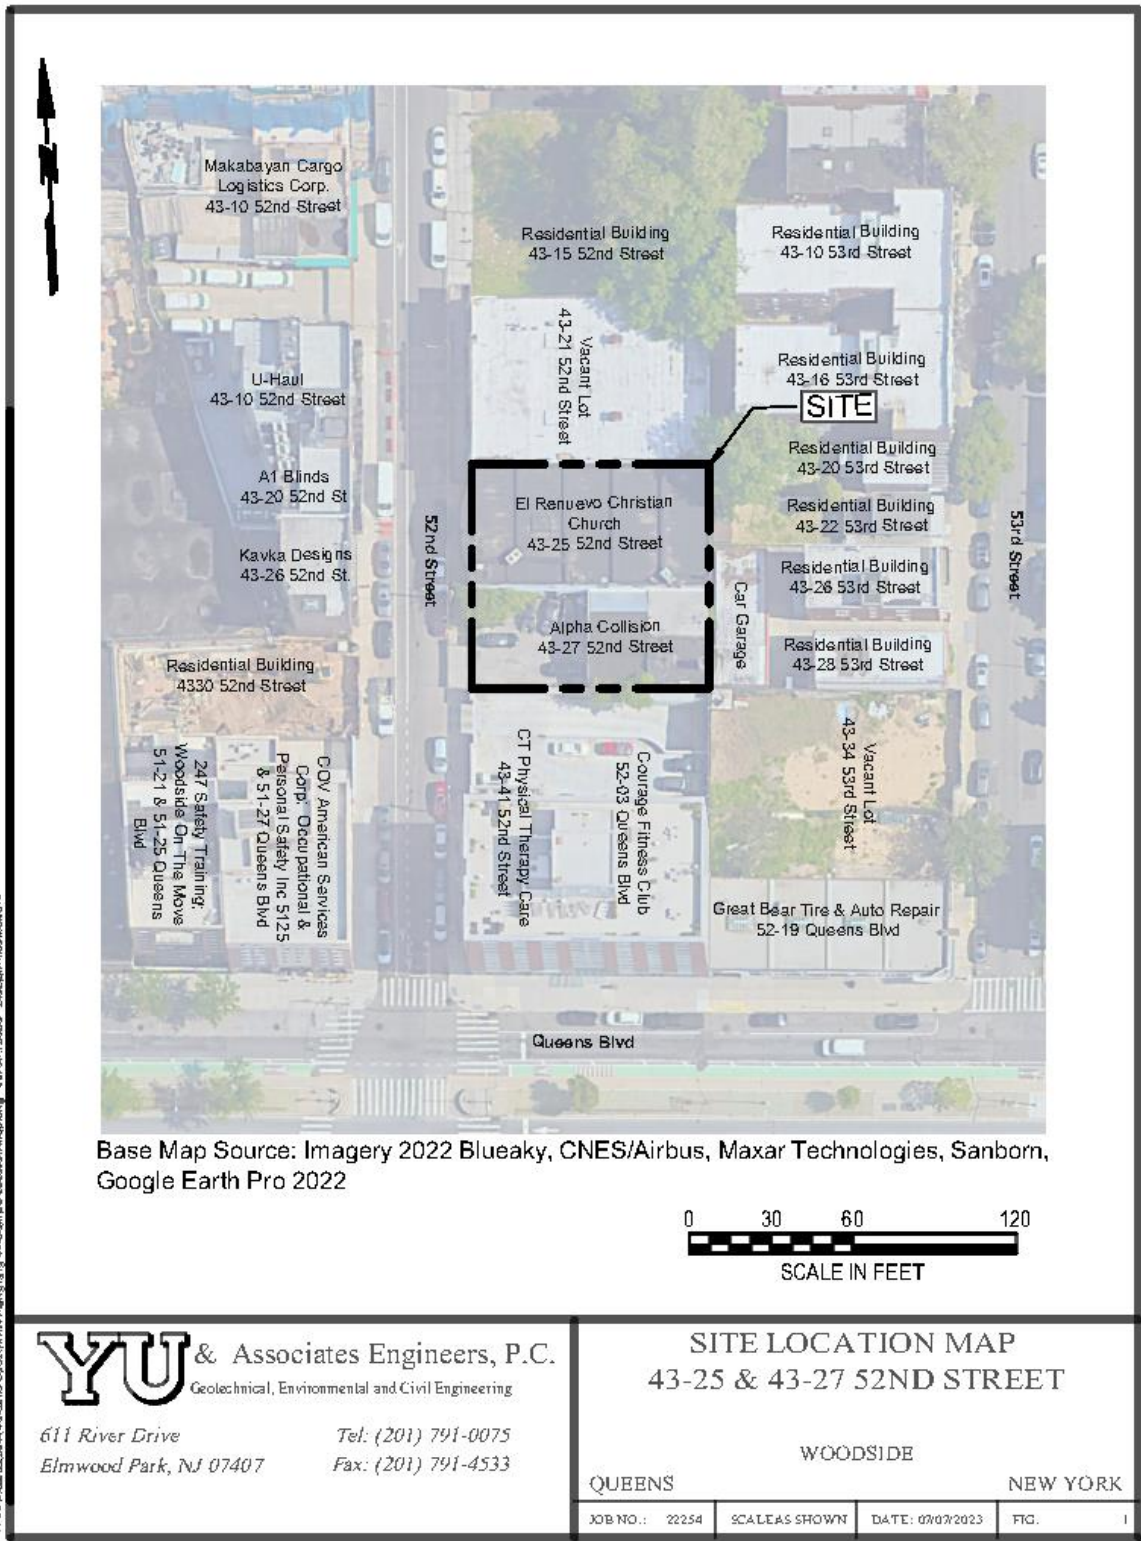 Makabayan Cargo
Logistics Corp.
43-10 52nd Street
Residential Building
43-15 52nd Street
Residential Building
43-10 53rd Street
Vacant Lot
43-21 52nd Street
U-Haul
43-10 52nd Street
Residential Building
43-16 53rd Street
SITE
A1 Blinds
43-20 52nd St
Residential Building
43-20 53rd Street
El Renuevo Christian
Church
43-25 52nd Street
Residential Building
43-22 53rd Street
52nd Street
53rd Street
Kavka Designs
43-26 52nd St.
Residential Building
43-26 53rd Street
Car Garage
Alpha Collision
43-27 52nd Street
Residential Building
43-28 53rd Street
Residential Building
4330 52nd Street
247 Safety Training,
Woodside On The Move
51-21 & 51-25 Queens
Blvd
COV American Services
Corp, Occupational &
Personal Safety Inc 5125
& 51-27 Queens Blvd
CT Physical Therapy Care
43-41 52nd Street
Courage Fitness Club
52-03 Queens Blvd
Vacant Lot
43-34 53rd Street
Great Bear Tire & Auto Repair
52-19 Queens Blvd
Queens Blvd
Base Map Source: Imagery 2022 Blueaky, CNES/Airbus, Maxar Technologies, Sanborn,
Google Earth Pro 2022
0 30 60 120
SCALE IN FEET
YU & Associates Engineers, P.C.
Geotechnical, Environmental and Civil Engineering
611 River Drive
Elmwood Park, NJ 07407
Tel: (201) 791-0075
Fax: (201) 791-4533
SITE LOCATION MAP
43-25 & 43-27 52ND STREET
WOODSIDE
QUEENS NEW YORK
JOB NO.: 22254 SCALE AS SHOWN DATE: 07/07/2023 FIG. 1